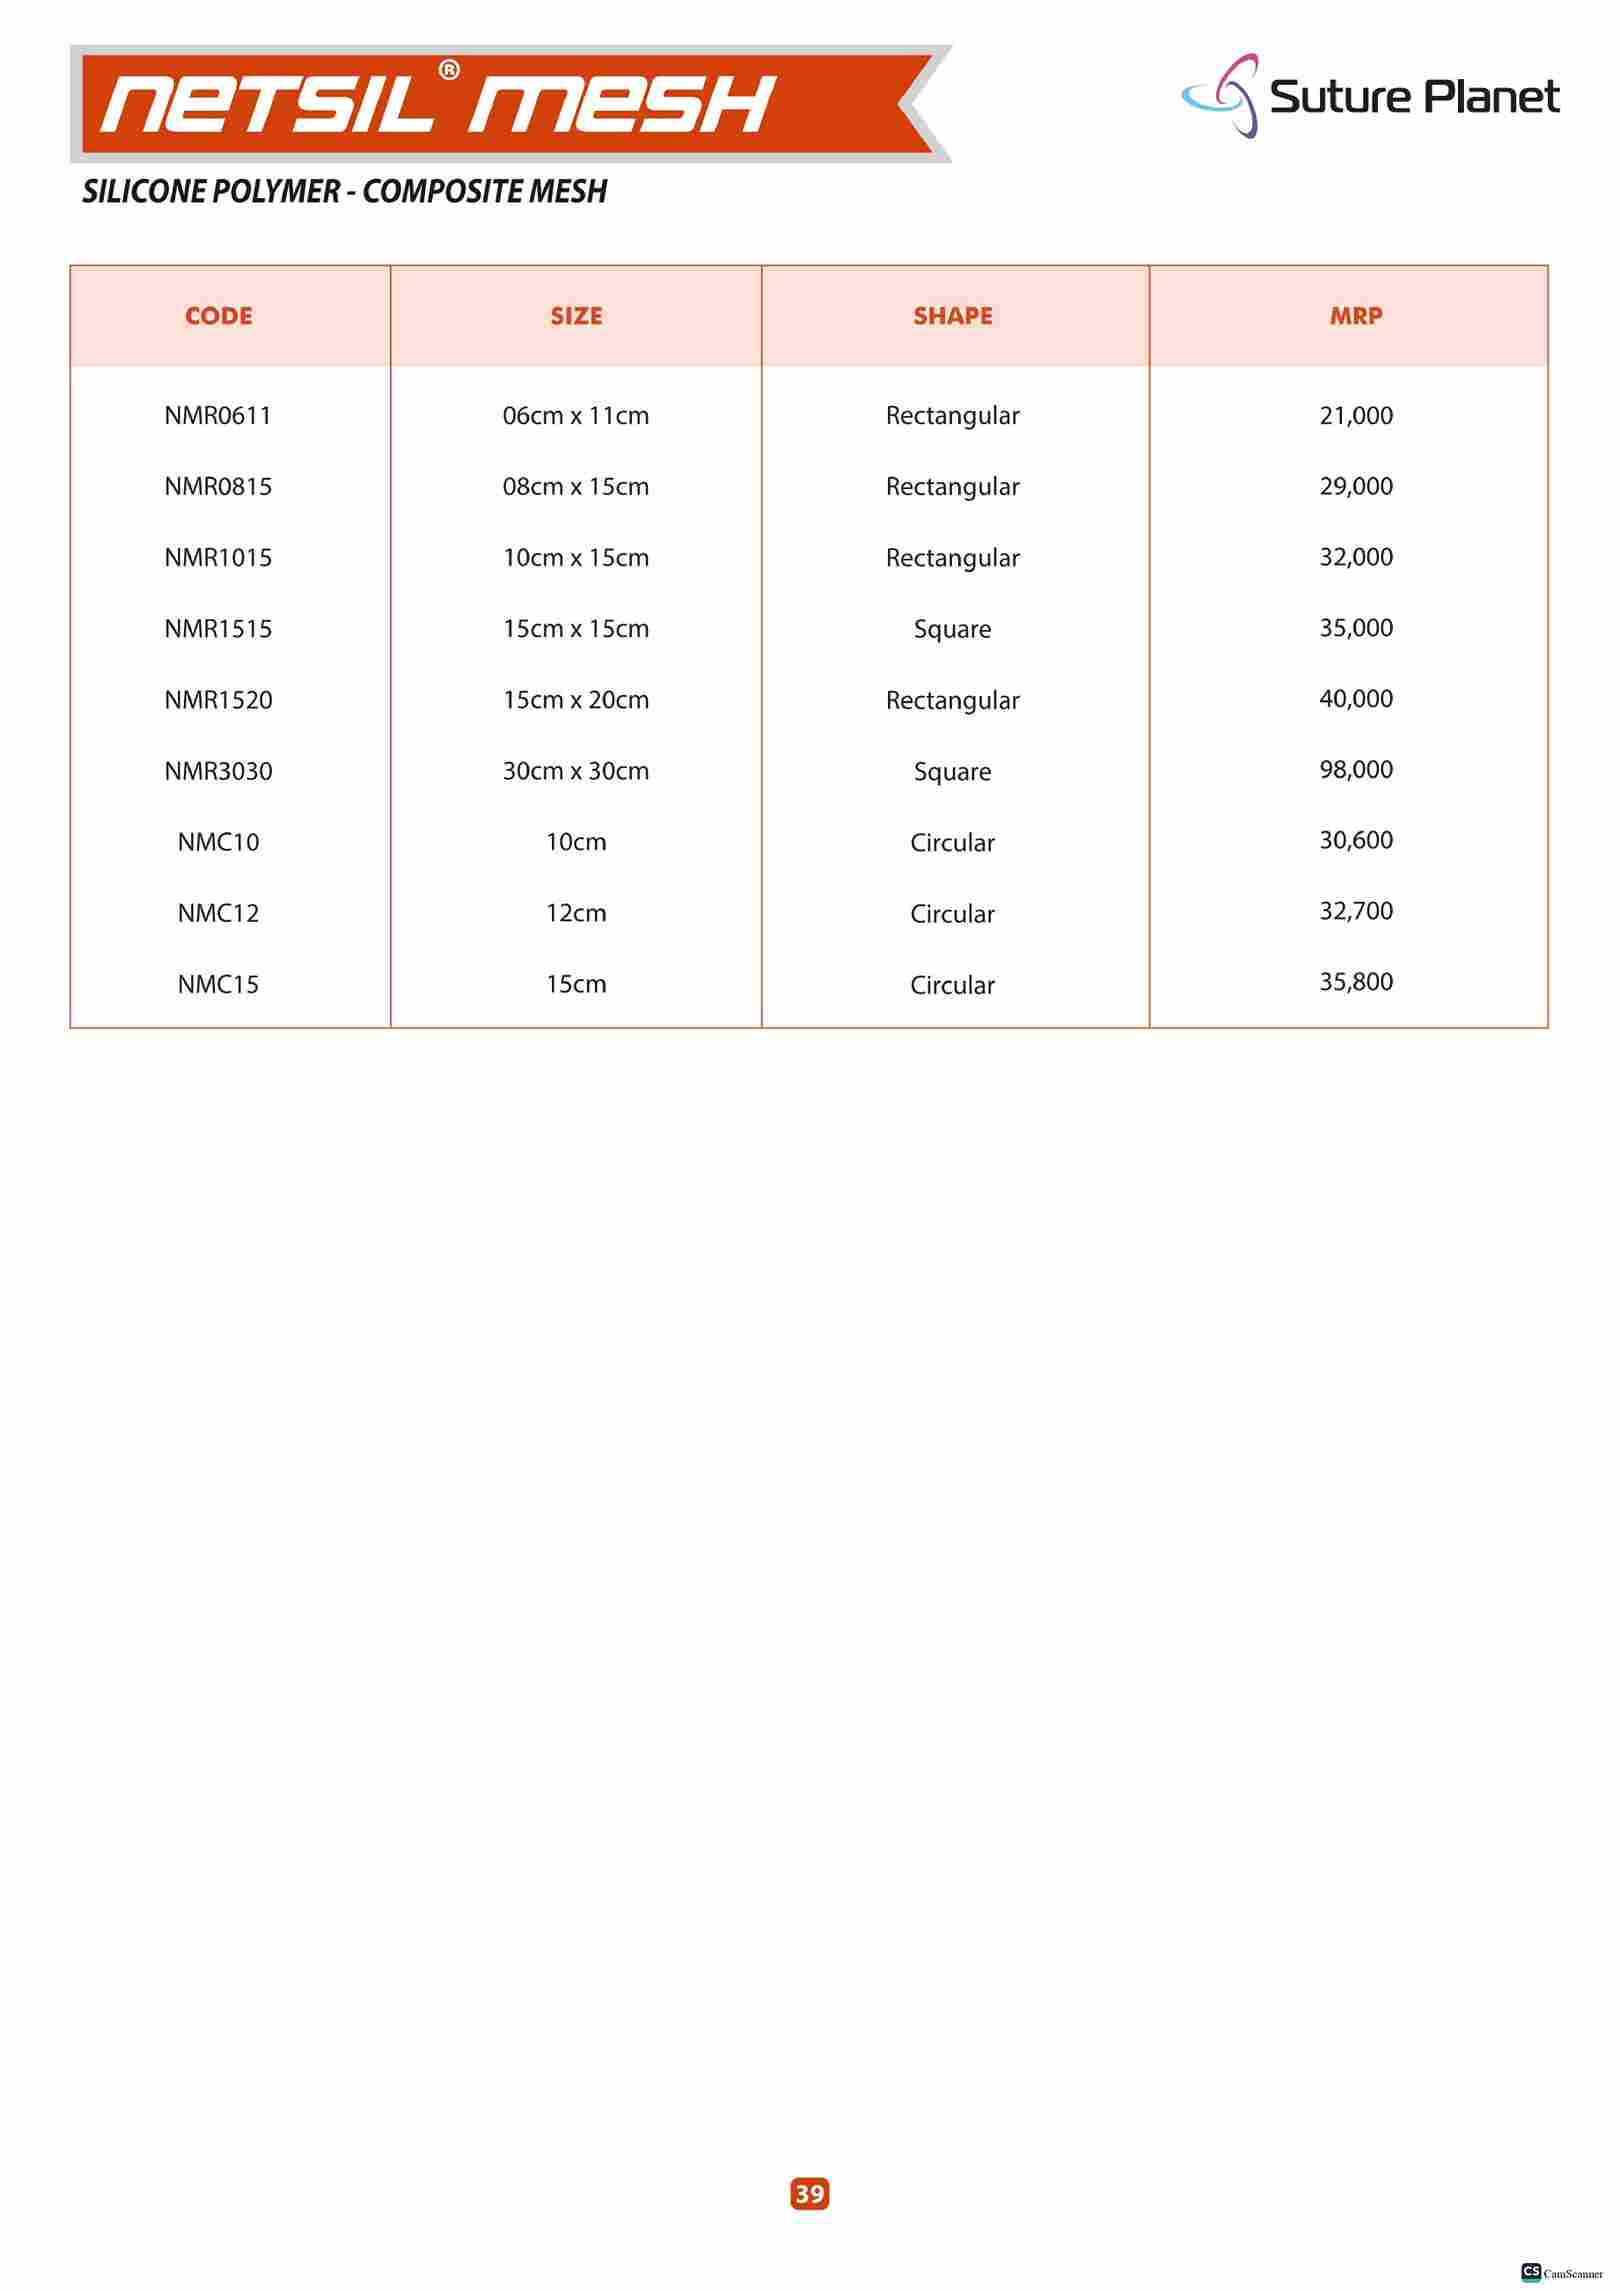 NETSIL® MESH
Suture Planet
SILICONE POLYMER - COMPOSITE MESH
CODE SIZE SHAPE MRP
NMR0611 06cm x 11cm Rectangular 21,000
NMR0815 08cm x 15cm Rectangular 29,000
NMR1015 10cm x 15cm Rectangular 32,000
NMR1515 15cm x 15cm Square 35,000
NMR1520 15cm x 20cm Rectangular 40,000
NMR3030 30cm x 30cm Square 98,000
NMC10 10cm Circular 30,600
NMC12 12cm Circular 32,700
NMC15 15cm Circular 35,800
39
CS CamScanner